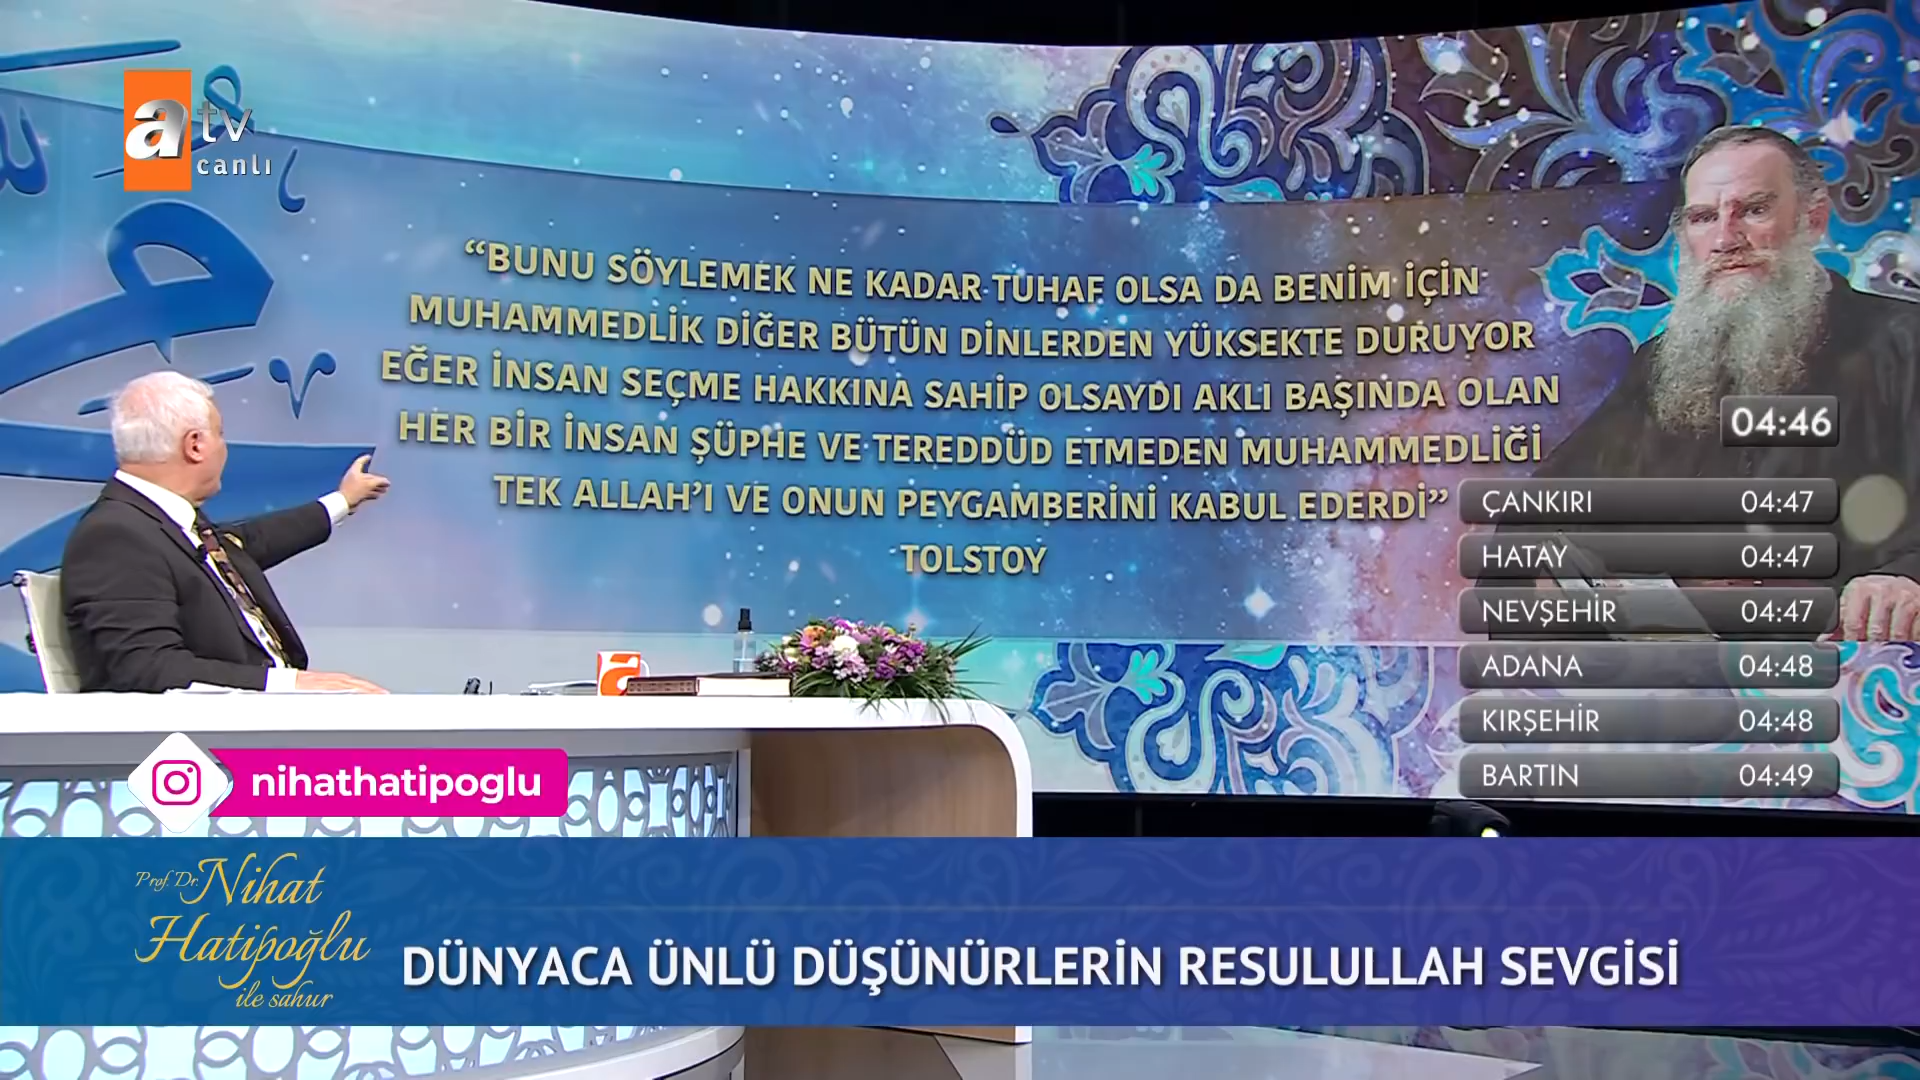 atv
canlı
“BUNU SÖYLEMEK NE KADAR TUHAF OLSA DA BENİM İÇİN
MUHAMMEDLİK DİĞER BÜTÜN DİNLERDEN YÜKSEKTE DURUYOR
EĞER İNSAN SEÇME HAKKINA SAHİP OLSAYDI AKLI BAŞINDA OLAN
HER BİR İNSAN ŞÜPHE VE TEREDDÜD ETMEDEN MUHAMMEDLİĞİ
TEK ALLAH’I VE ONUN PEYGAMBERİNİ KABUL EDERDİ”
TOLSTOY
04:46
ÇANKIRI 04:47
HATAY 04:47
NEVŞEHİR 04:47
ADANA 04:48
KIRŞEHİR 04:48
BARTIN 04:49
nihathatipoglu
Prof. Dr. Nihat
Hatipoğlu
ile sahur
DÜNYACA ÜNLÜ DÜŞÜNÜRLERİN RESULULLAH SEVGİSİ